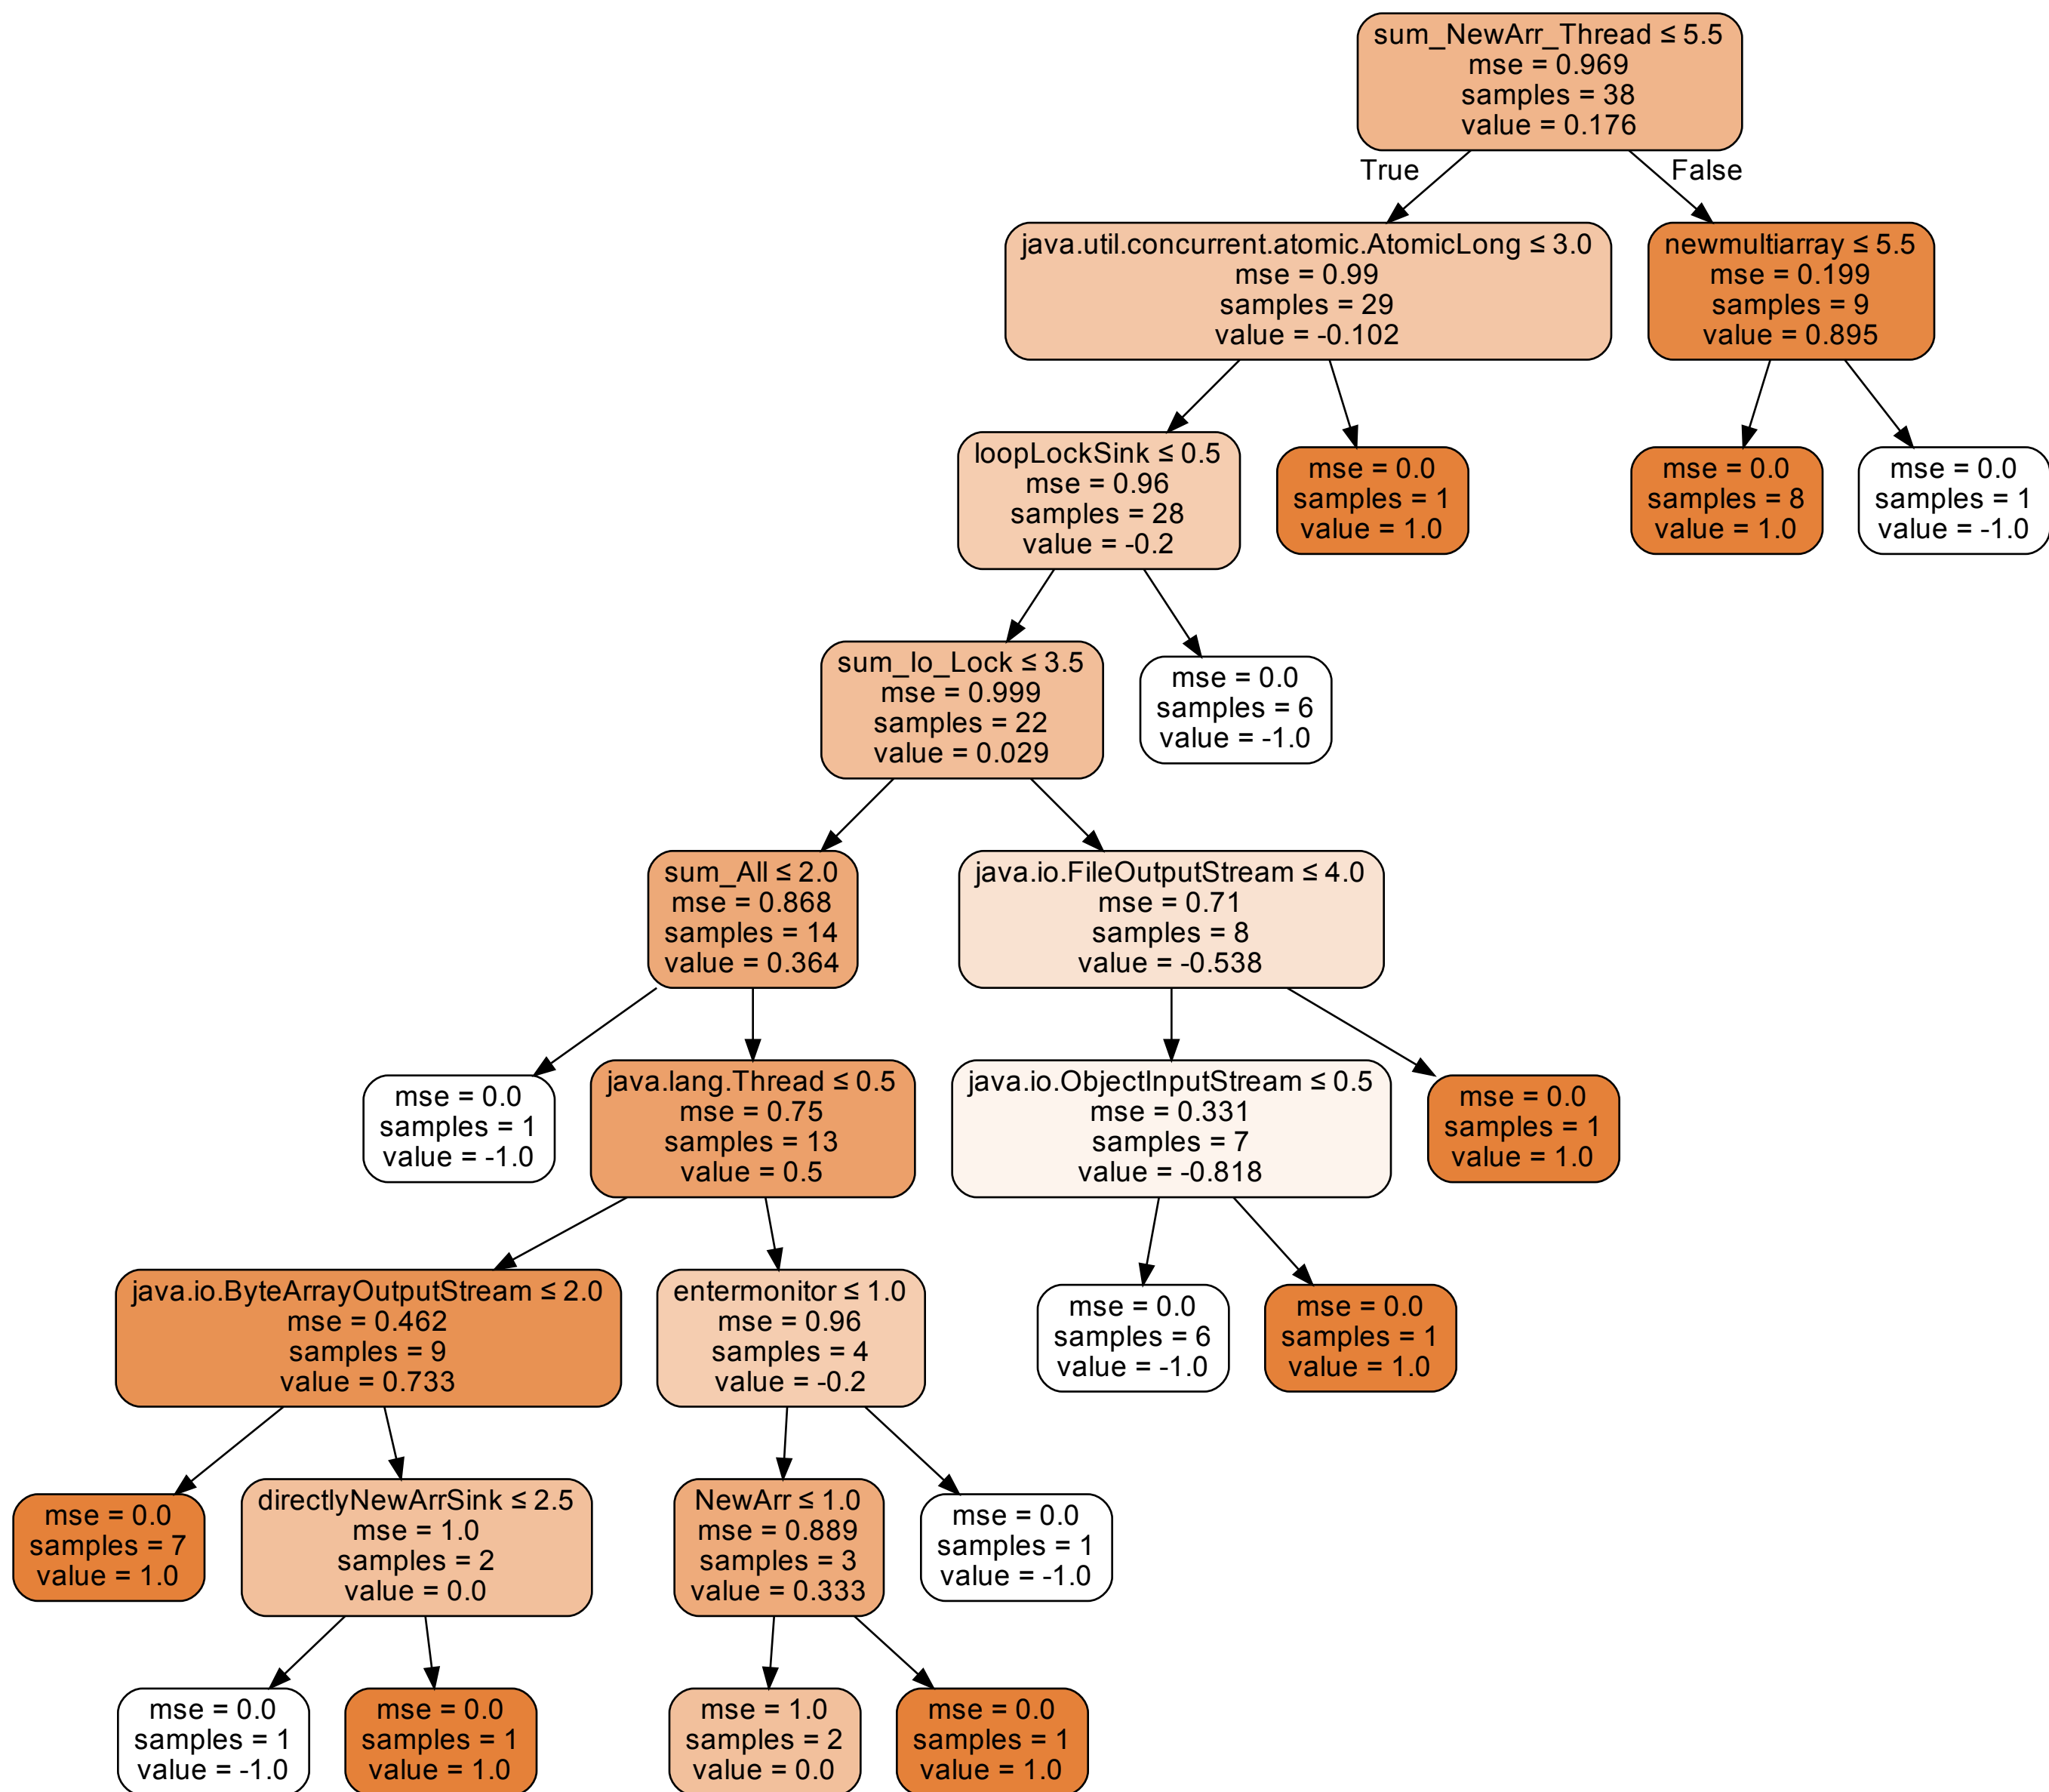 sum_NewArr_Thread ≤ 5.5
mse = 0.969
samples = 38
value = 0.176
True
False
java.util.concurrent.atomic.AtomicLong ≤ 3.0
mse = 0.99
samples = 29
value = -0.102
newmultiarray ≤ 5.5
mse = 0.199
samples = 9
value = 0.895
loopLockSink ≤ 0.5
mse = 0.96
samples = 28
value = -0.2
mse = 0.0
samples = 1
value = 1.0
mse = 0.0
samples = 8
value = 1.0
mse = 0.0
samples = 1
value = -1.0
sum_Io_Lock ≤ 3.5
mse = 0.999
samples = 22
value = 0.029
mse = 0.0
samples = 6
value = -1.0
sum_All ≤ 2.0
mse = 0.868
samples = 14
value = 0.364
java.io.FileOutputStream ≤ 4.0
mse = 0.71
samples = 8
value = -0.538
mse = 0.0
samples = 1
value = -1.0
java.lang.Thread ≤ 0.5
mse = 0.75
samples = 13
value = 0.5
java.io.ObjectInputStream ≤ 0.5
mse = 0.331
samples = 7
value = -0.818
mse = 0.0
samples = 1
value = 1.0
java.io.ByteArrayOutputStream ≤ 2.0
mse = 0.462
samples = 9
value = 0.733
entermonitor ≤ 1.0
mse = 0.96
samples = 4
value = -0.2
mse = 0.0
samples = 6
value = -1.0
mse = 0.0
samples = 1
value = 1.0
mse = 0.0
samples = 7
value = 1.0
directlyNewArrSink ≤ 2.5
mse = 1.0
samples = 2
value = 0.0
NewArr ≤ 1.0
mse = 0.889
samples = 3
value = 0.333
mse = 0.0
samples = 1
value = -1.0
mse = 0.0
samples = 1
value = -1.0
mse = 0.0
samples = 1
value = 1.0
mse = 1.0
samples = 2
value = 0.0
mse = 0.0
samples = 1
value = 1.0